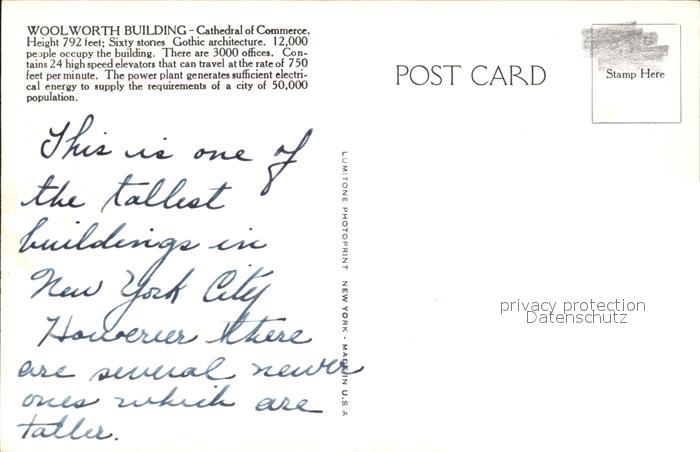 WOOLWORTH BUILDING – Cathedral of Commerce,
Height 792 feet; Sixty stories Gothic architecture. 12,000
people occupy the building. There are 3000 offices. Con-
tains 24 high speed elevators that can travel at the rate of 750
feet per minute. The power plant generates sufficient electri-
cal energy to supply the requirements of a city of 50,000
population.
POST CARD
Stamp Here
This is one of
the tallest
buildings in
New York City
However there
are several newer
ones which are
taller.
LUMITONE PHOTOPRINT NEW YORK - MADE IN U.S.A
privacy protection
Datenschutz